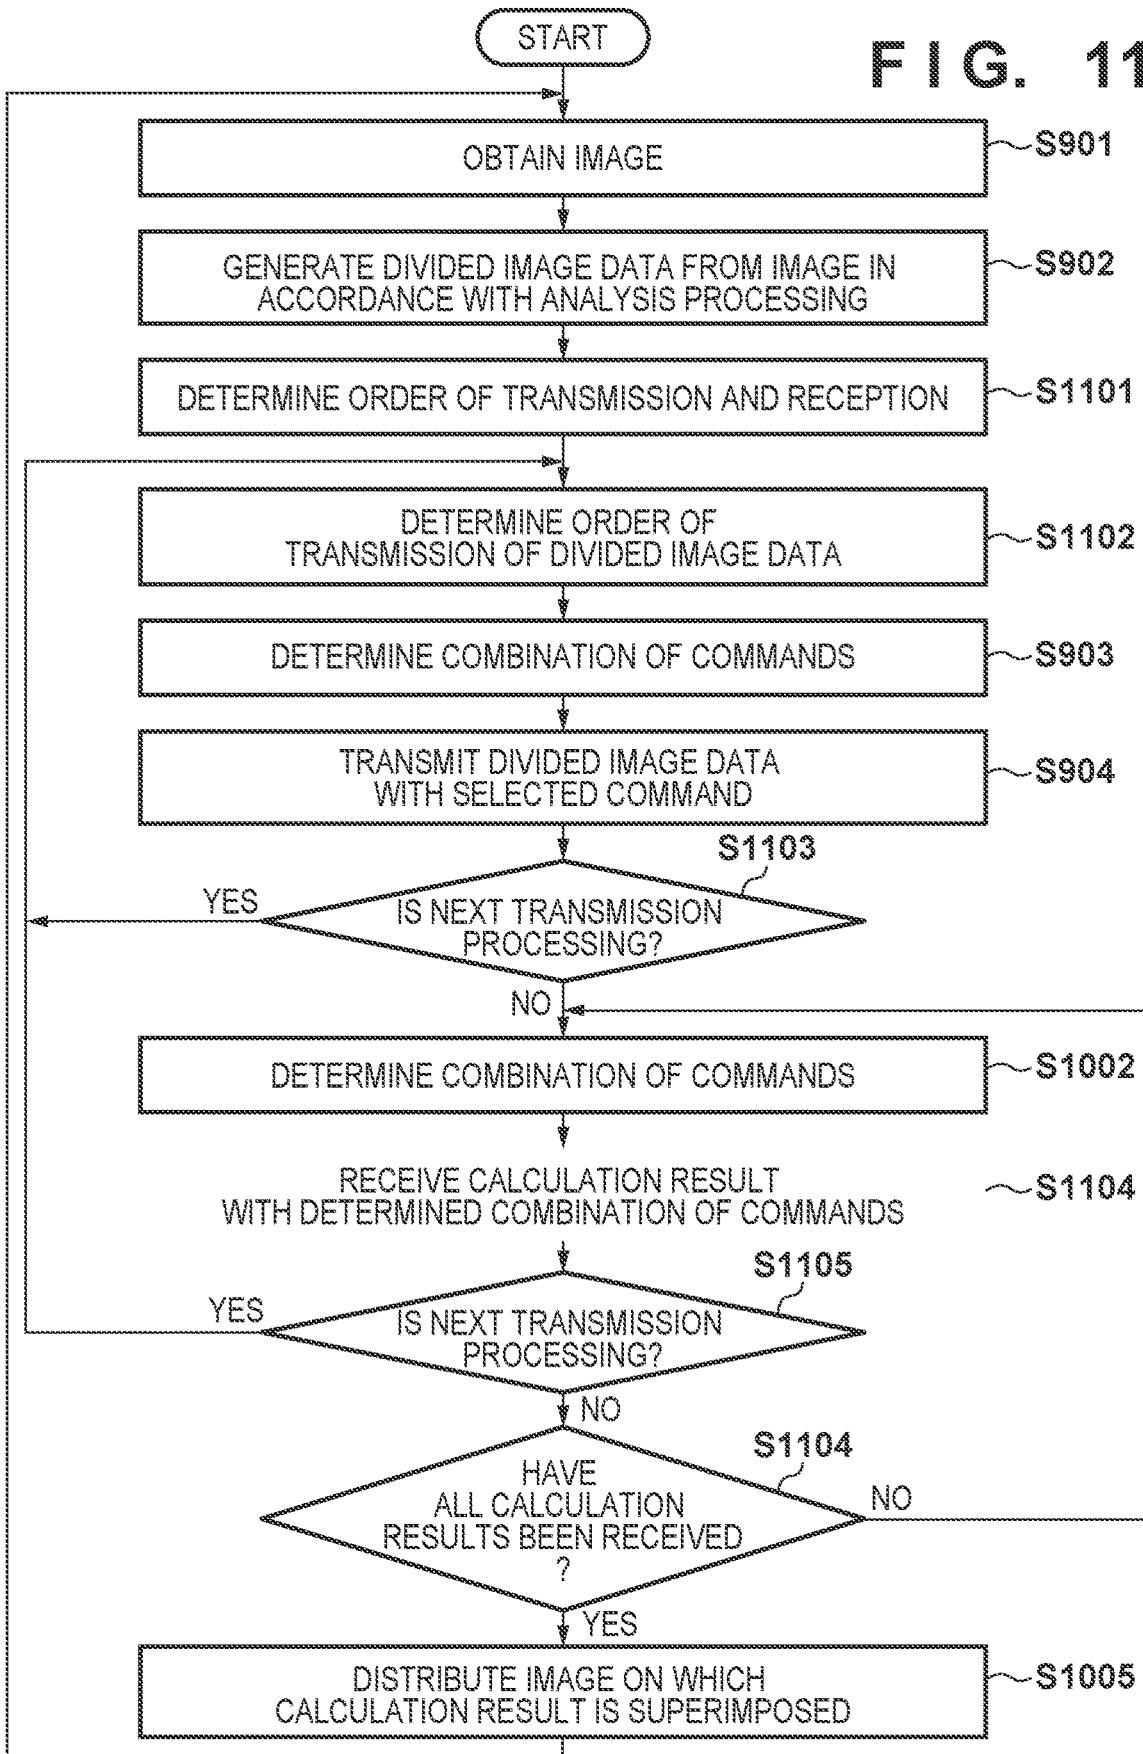 START
FIG. 11
OBTAIN IMAGE
S901
GENERATE DIVIDED IMAGE DATA FROM IMAGE IN
ACCORDANCE WITH ANALYSIS PROCESSING
S902
DETERMINE ORDER OF TRANSMISSION AND RECEPTION
S1101
DETERMINE ORDER OF
TRANSMISSION OF DIVIDED IMAGE DATA
S1102
DETERMINE COMBINATION OF COMMANDS
S903
TRANSMIT DIVIDED IMAGE DATA
WITH SELECTED COMMAND
S904
S1103
YES
IS NEXT TRANSMISSION
PROCESSING?
NO
DETERMINE COMBINATION OF COMMANDS
S1002
RECEIVE CALCULATION RESULT
WITH DETERMINED COMBINATION OF COMMANDS
S1104
S1105
YES
IS NEXT TRANSMISSION
PROCESSING?
NO
S1104
HAVE
ALL CALCULATION
RESULTS BEEN RECEIVED
?
NO
YES
DISTRIBUTE IMAGE ON WHICH
CALCULATION RESULT IS SUPERIMPOSED
S1005